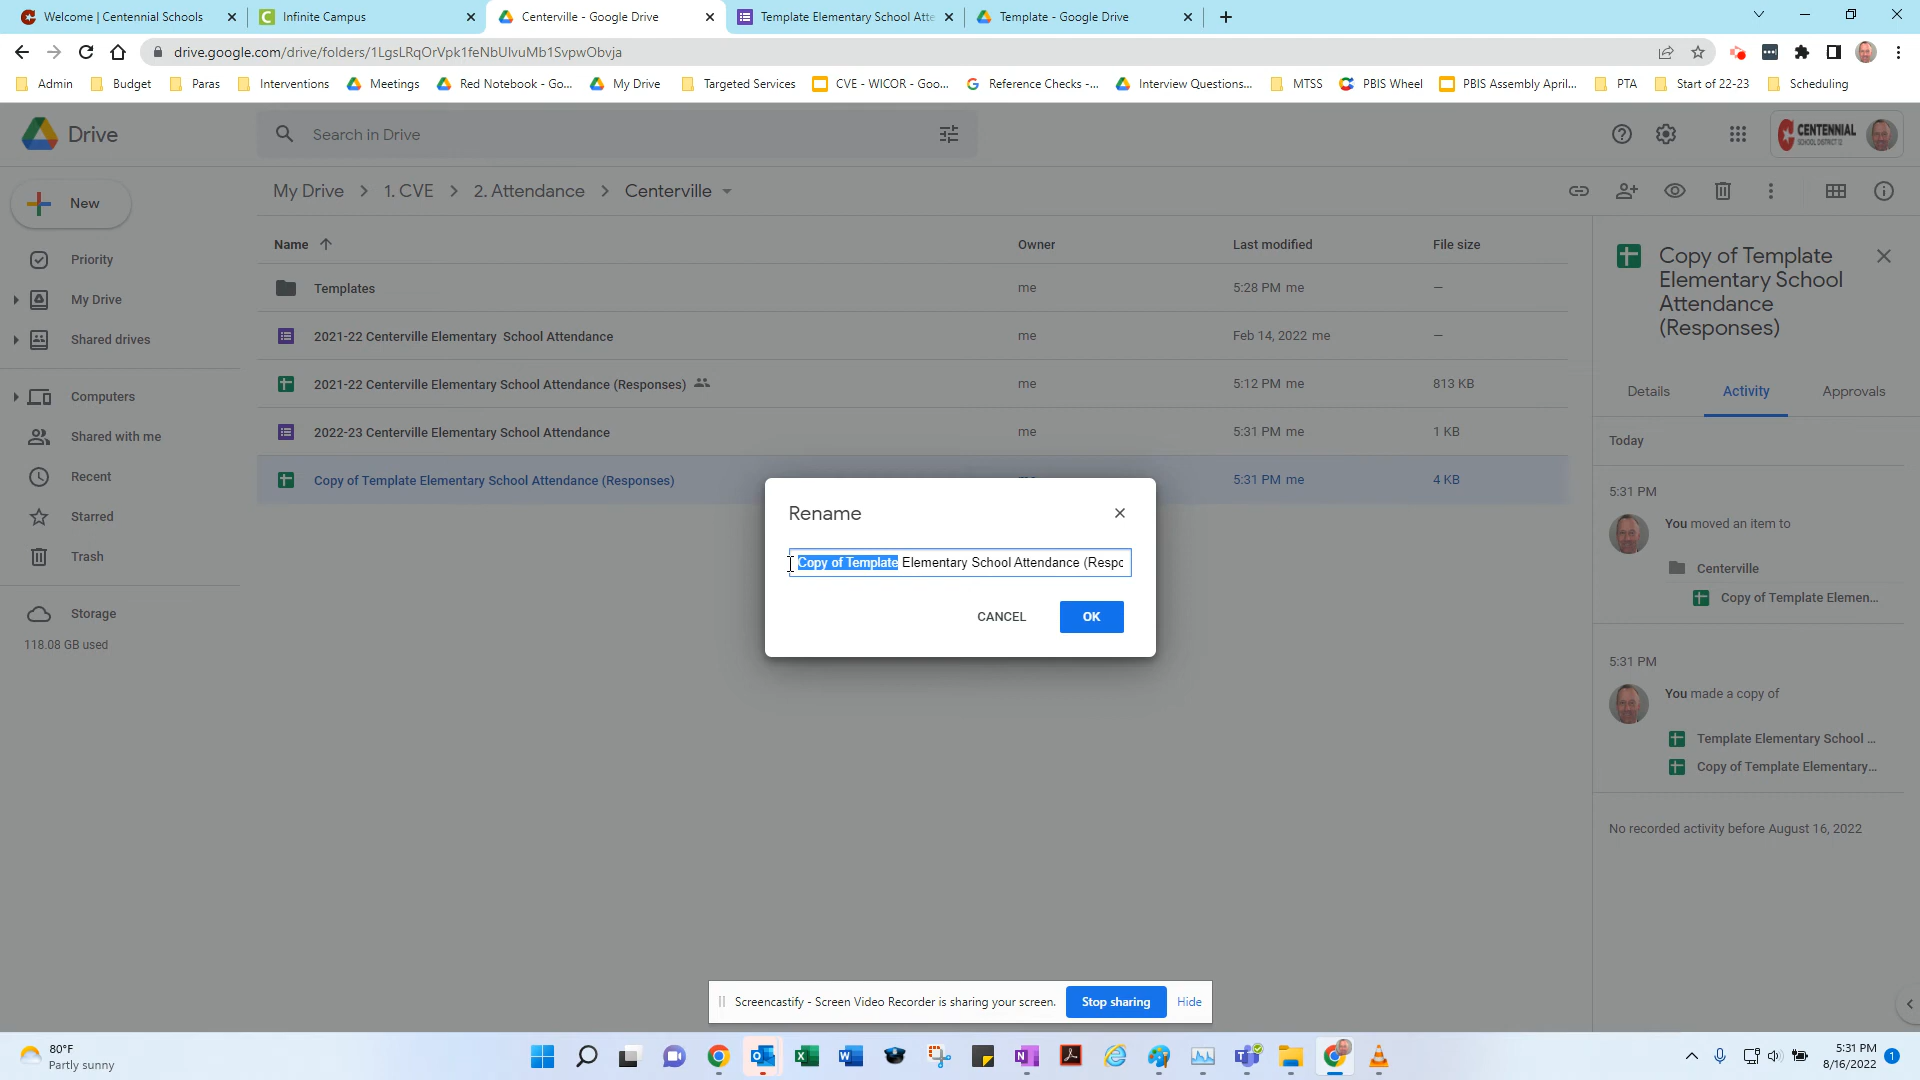 Welcome | Centennial Schools
Infinite Campus
Centerville - Google Drive
Template Elementary School Atte
Template - Google Drive
drive.google.com/drive/folders/1LgsLRqOrVpk1feNbUlvuMb1SvpwObvja
Admin
Budget
Paras
Interventions
Meetings
Red Notebook - Go...
My Drive
Targeted Services
CVE - WICOR - Goo...
Reference Checks -...
Interview Questions...
MTSS
PBIS Wheel
PBIS Assembly April...
PTA
Start of 22-23
Scheduling
Drive
Search in Drive
CENTENNIAL
SCHOOL DISTRICT 12
New
My Drive > 1. CVE > 2. Attendance > Centerville
Priority
My Drive
Shared drives
Computers
Shared with me
Recent
Starred
Trash
Storage
118.08 GB used
Name
Owner
Last modified
File size
Templates
me
5:28 PM me
—
2021-22 Centerville Elementary  School Attendance
me
Feb 14, 2022 me
—
2021-22 Centerville Elementary School Attendance (Responses)
me
5:12 PM me
813 KB
2022-23 Centerville Elementary School Attendance
me
5:31 PM me
1 KB
Copy of Template Elementary School Attendance (Responses)
5:31 PM me
4 KB
Rename
Copy of Template Elementary School Attendance (Respo
CANCEL
OK
Copy of Template
Elementary School
Attendance
(Responses)
Details
Activity
Approvals
Today
5:31 PM
You moved an item to
Centerville
Copy of Template Elemen...
5:31 PM
You made a copy of
Template Elementary School ...
Copy of Template Elementary...
No recorded activity before August 16, 2022
Screencastify - Screen Video Recorder is sharing your screen.
Stop sharing
Hide
80°F
Partly sunny
5:31 PM
8/16/2022
1